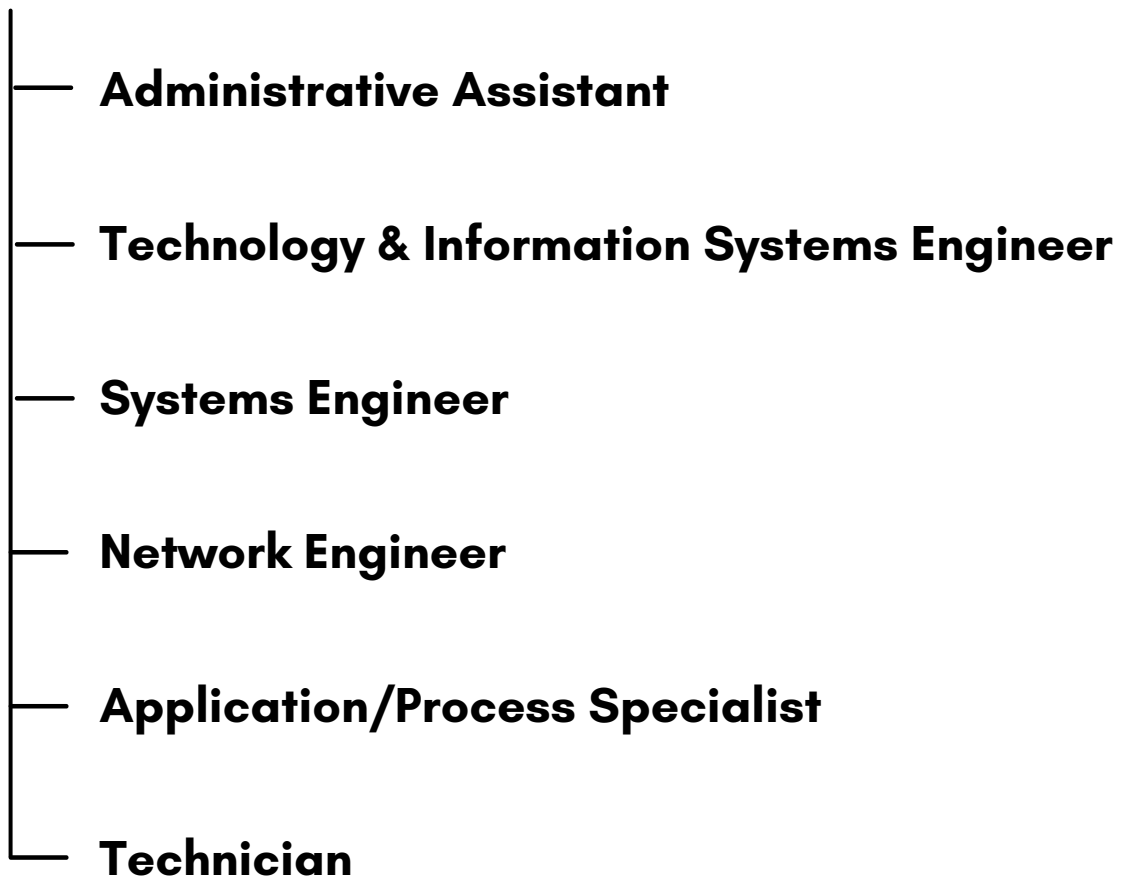 Administrative Assistant
Technology & Information Systems Engineer
Systems Engineer
Network Engineer
Application/Process Specialist
Technician